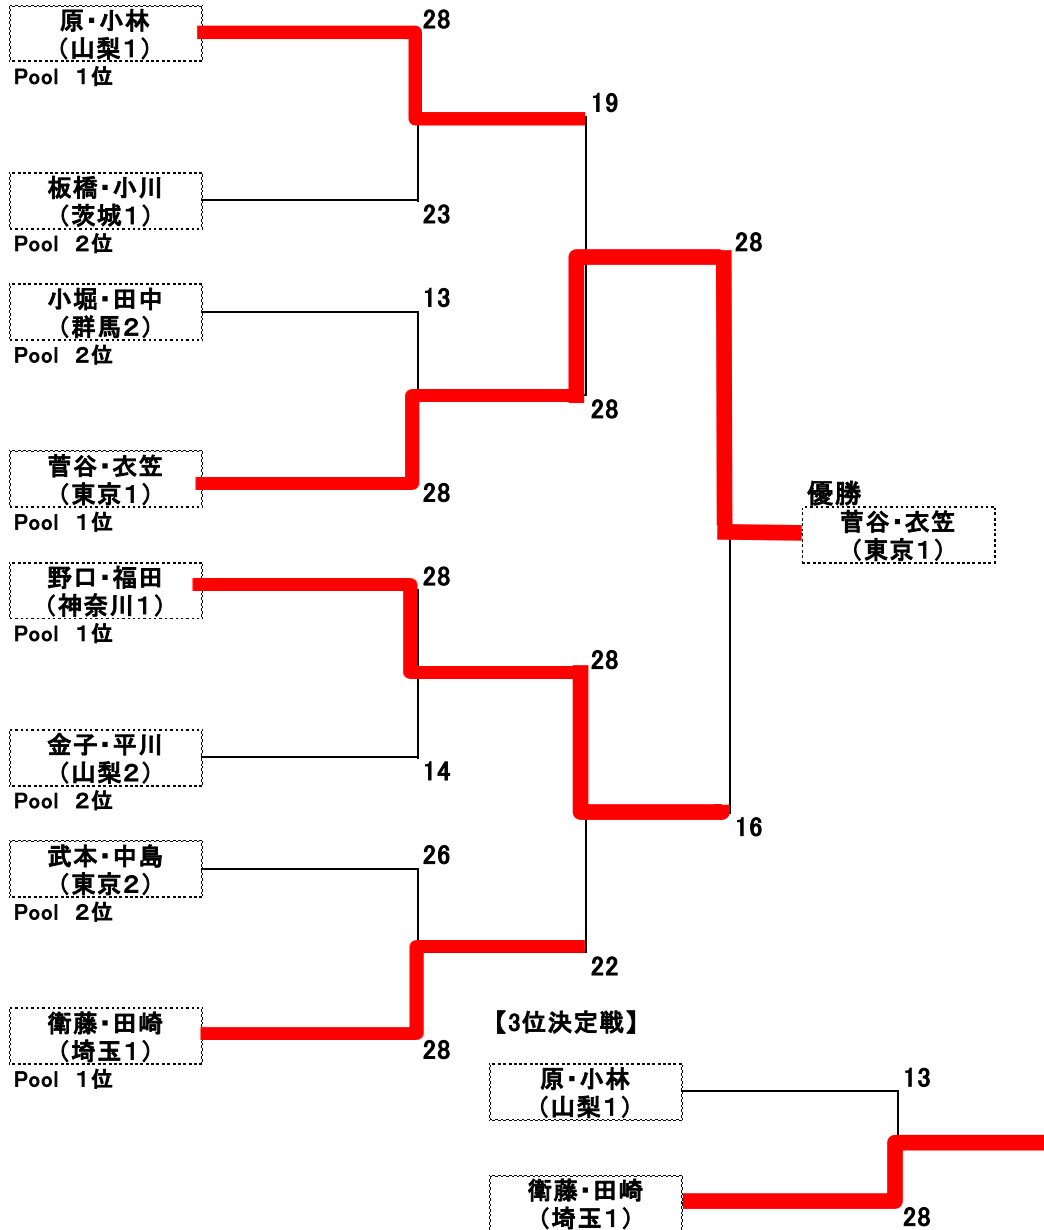 原・小林
（山梨１）
28
Pool １位
19
板橋・小川
（茨城１）
23
Pool ２位
28
小堀・田中
（群馬２）
13
Pool ２位
28
菅谷・衣笠
（東京１）
28
Pool １位
優勝
菅谷・衣笠
（東京１）
野口・福田
（神奈川１）
28
Pool １位
28
金子・平川
（山梨２）
14
Pool ２位
16
武本・中島
（東京２）
26
Pool ２位
22
衛藤・田崎
（埼玉１）
28
Pool １位
【3位決定戦】
原・小林
（山梨１）
13
衛藤・田崎
（埼玉１）
28